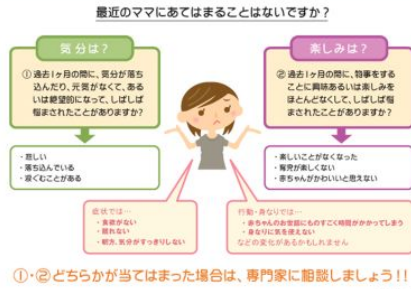 最近のママにあてはまることはないですか？
気分は？
① 過去1ヶ月の間に、気分が落ち
込んだり、元気がなくて、ある
いは絶望的になって、しばしば
悩まされたことがありますか？
・悲しい
・落ち込んでいる
・涙ぐむことがある
楽しみは？
② 過去1ヶ月の間に、物事をする
ことに興味あるいは楽しみを
ほとんどなくして、しばしば悩
まされたことがありますか？
・楽しいことがなくなった
・育児が楽しくない
・赤ちゃんがかわいいと思えない
症状では…
・食欲がない
・眠れない
・朝方、気分がすっきりしない
行動・身なりでは…
・赤ちゃんのお世話にものすごく時間がかかってしまう
・身なりに気を使えない
などの変化があるかもしれません
①・②どちらかが当てはまった場合は、専門家に相談しましょう!!